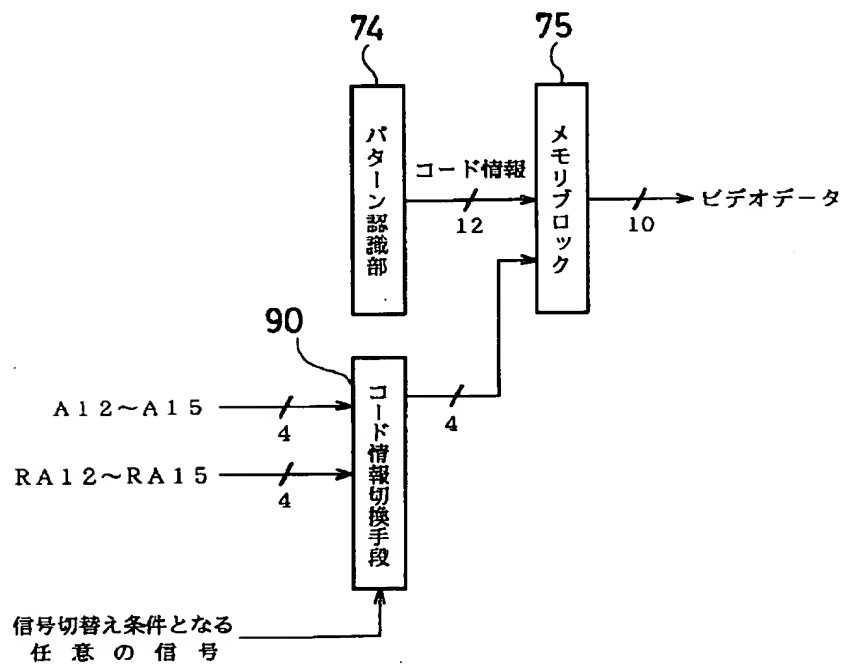 74
75
パターン認識部
コード情報
12
メモリブロック
10
ビデオデータ
90
コード情報切換手段
A12~A15
4
4
RA12~RA15
4
信号切替え条件となる
任意の信号